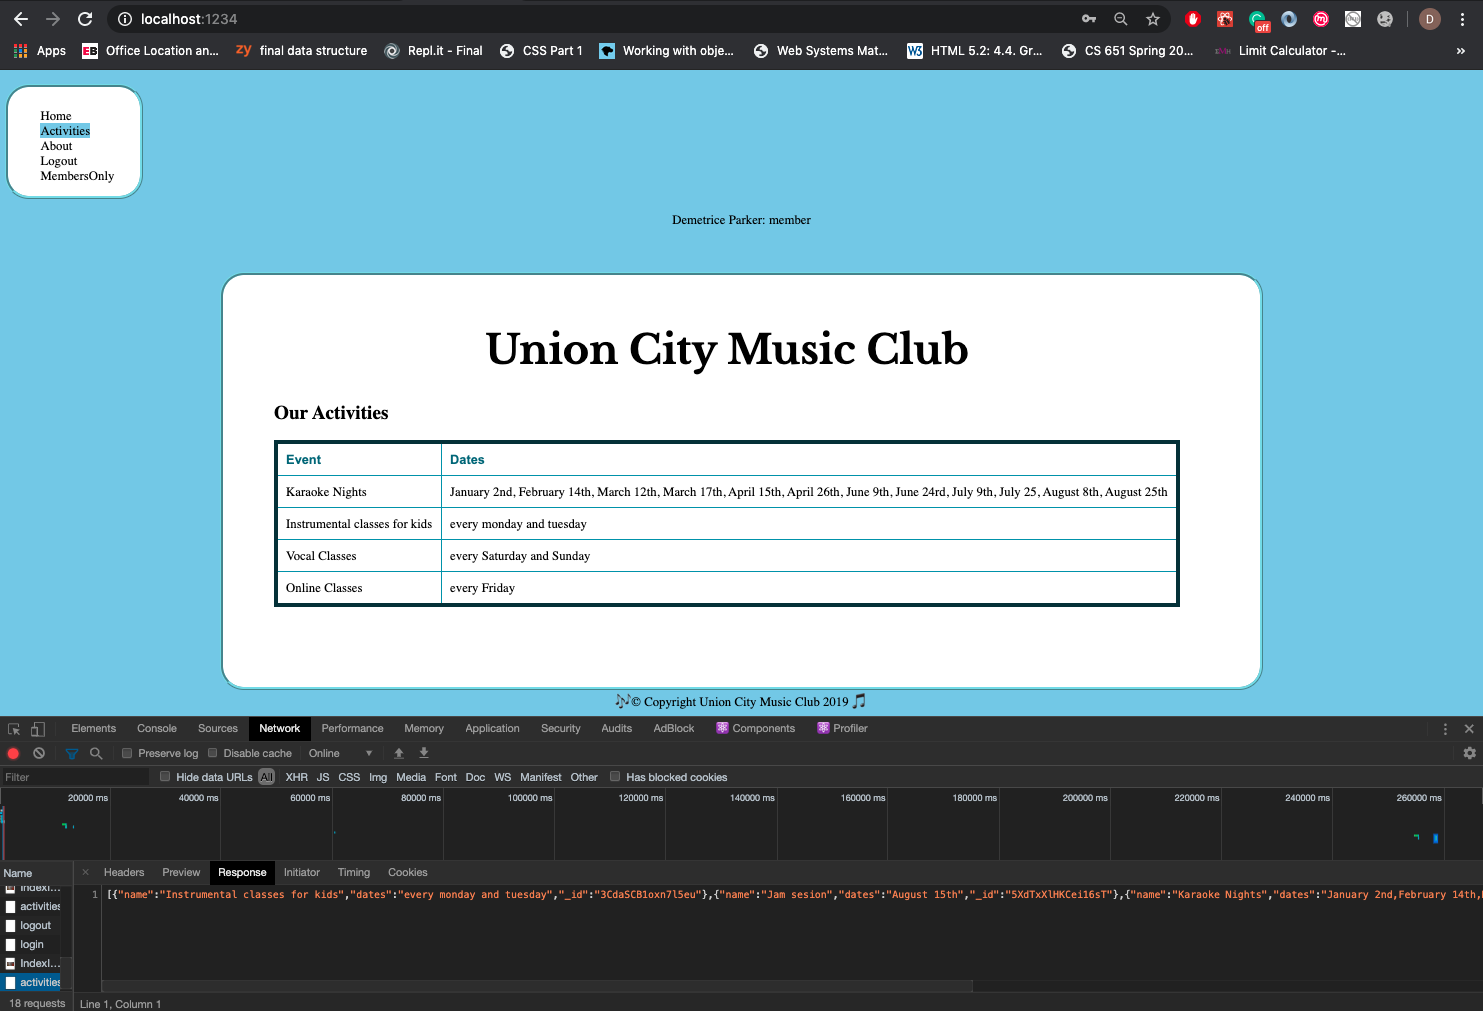 localhost:1234
off
D
Apps
EB Office Location an...
zy final data structure
Repl.it - Final
CSS Part 1
Working with obje...
Web Systems Mat...
W3 HTML 5.2: 4.4. Gr...
CS 651 Spring 20...
Limit Calculator -...
»
Home
Activities
About
Logout
MembersOnly
Demetrice Parker: member
Union City Music Club
Our Activities
Event Dates
Karaoke Nights January 2nd, February 14th, March 12th, March 17th, April 15th, April 26th, June 9th, June 24rd, July 9th, July 25, August 8th, August 25th
Instrumental classes for kids every monday and tuesday
Vocal Classes every Saturday and Sunday
Online Classes every Friday
🎶© Copyright Union City Music Club 2019 🎵
Elements Console Sources Network Performance Memory Application Security Audits AdBlock Components Profiler
Preserve log Disable cache Online
Filter Hide data URLs All XHR JS CSS Img Media Font Doc WS Manifest Other Has blocked cookies
20000 ms 40000 ms 60000 ms 80000 ms 100000 ms 120000 ms 140000 ms 160000 ms 180000 ms 200000 ms 220000 ms 240000 ms 260000 ms
Name × Headers Preview Response Initiator Timing Cookies
IndexI...
1 [{"name":"Instrumental classes for kids","dates":"every monday and tuesday","_id":"3CdaSCB1oxn7l5eu"},{"name":"Jam sesion","dates":"August 15th","_id":"5XdTxXlHKCei16sT"},{"name":"Karaoke Nights","dates":"January 2nd,February 14th,
activities
logout
login
IndexI...
activities
18 requests Line 1, Column 1